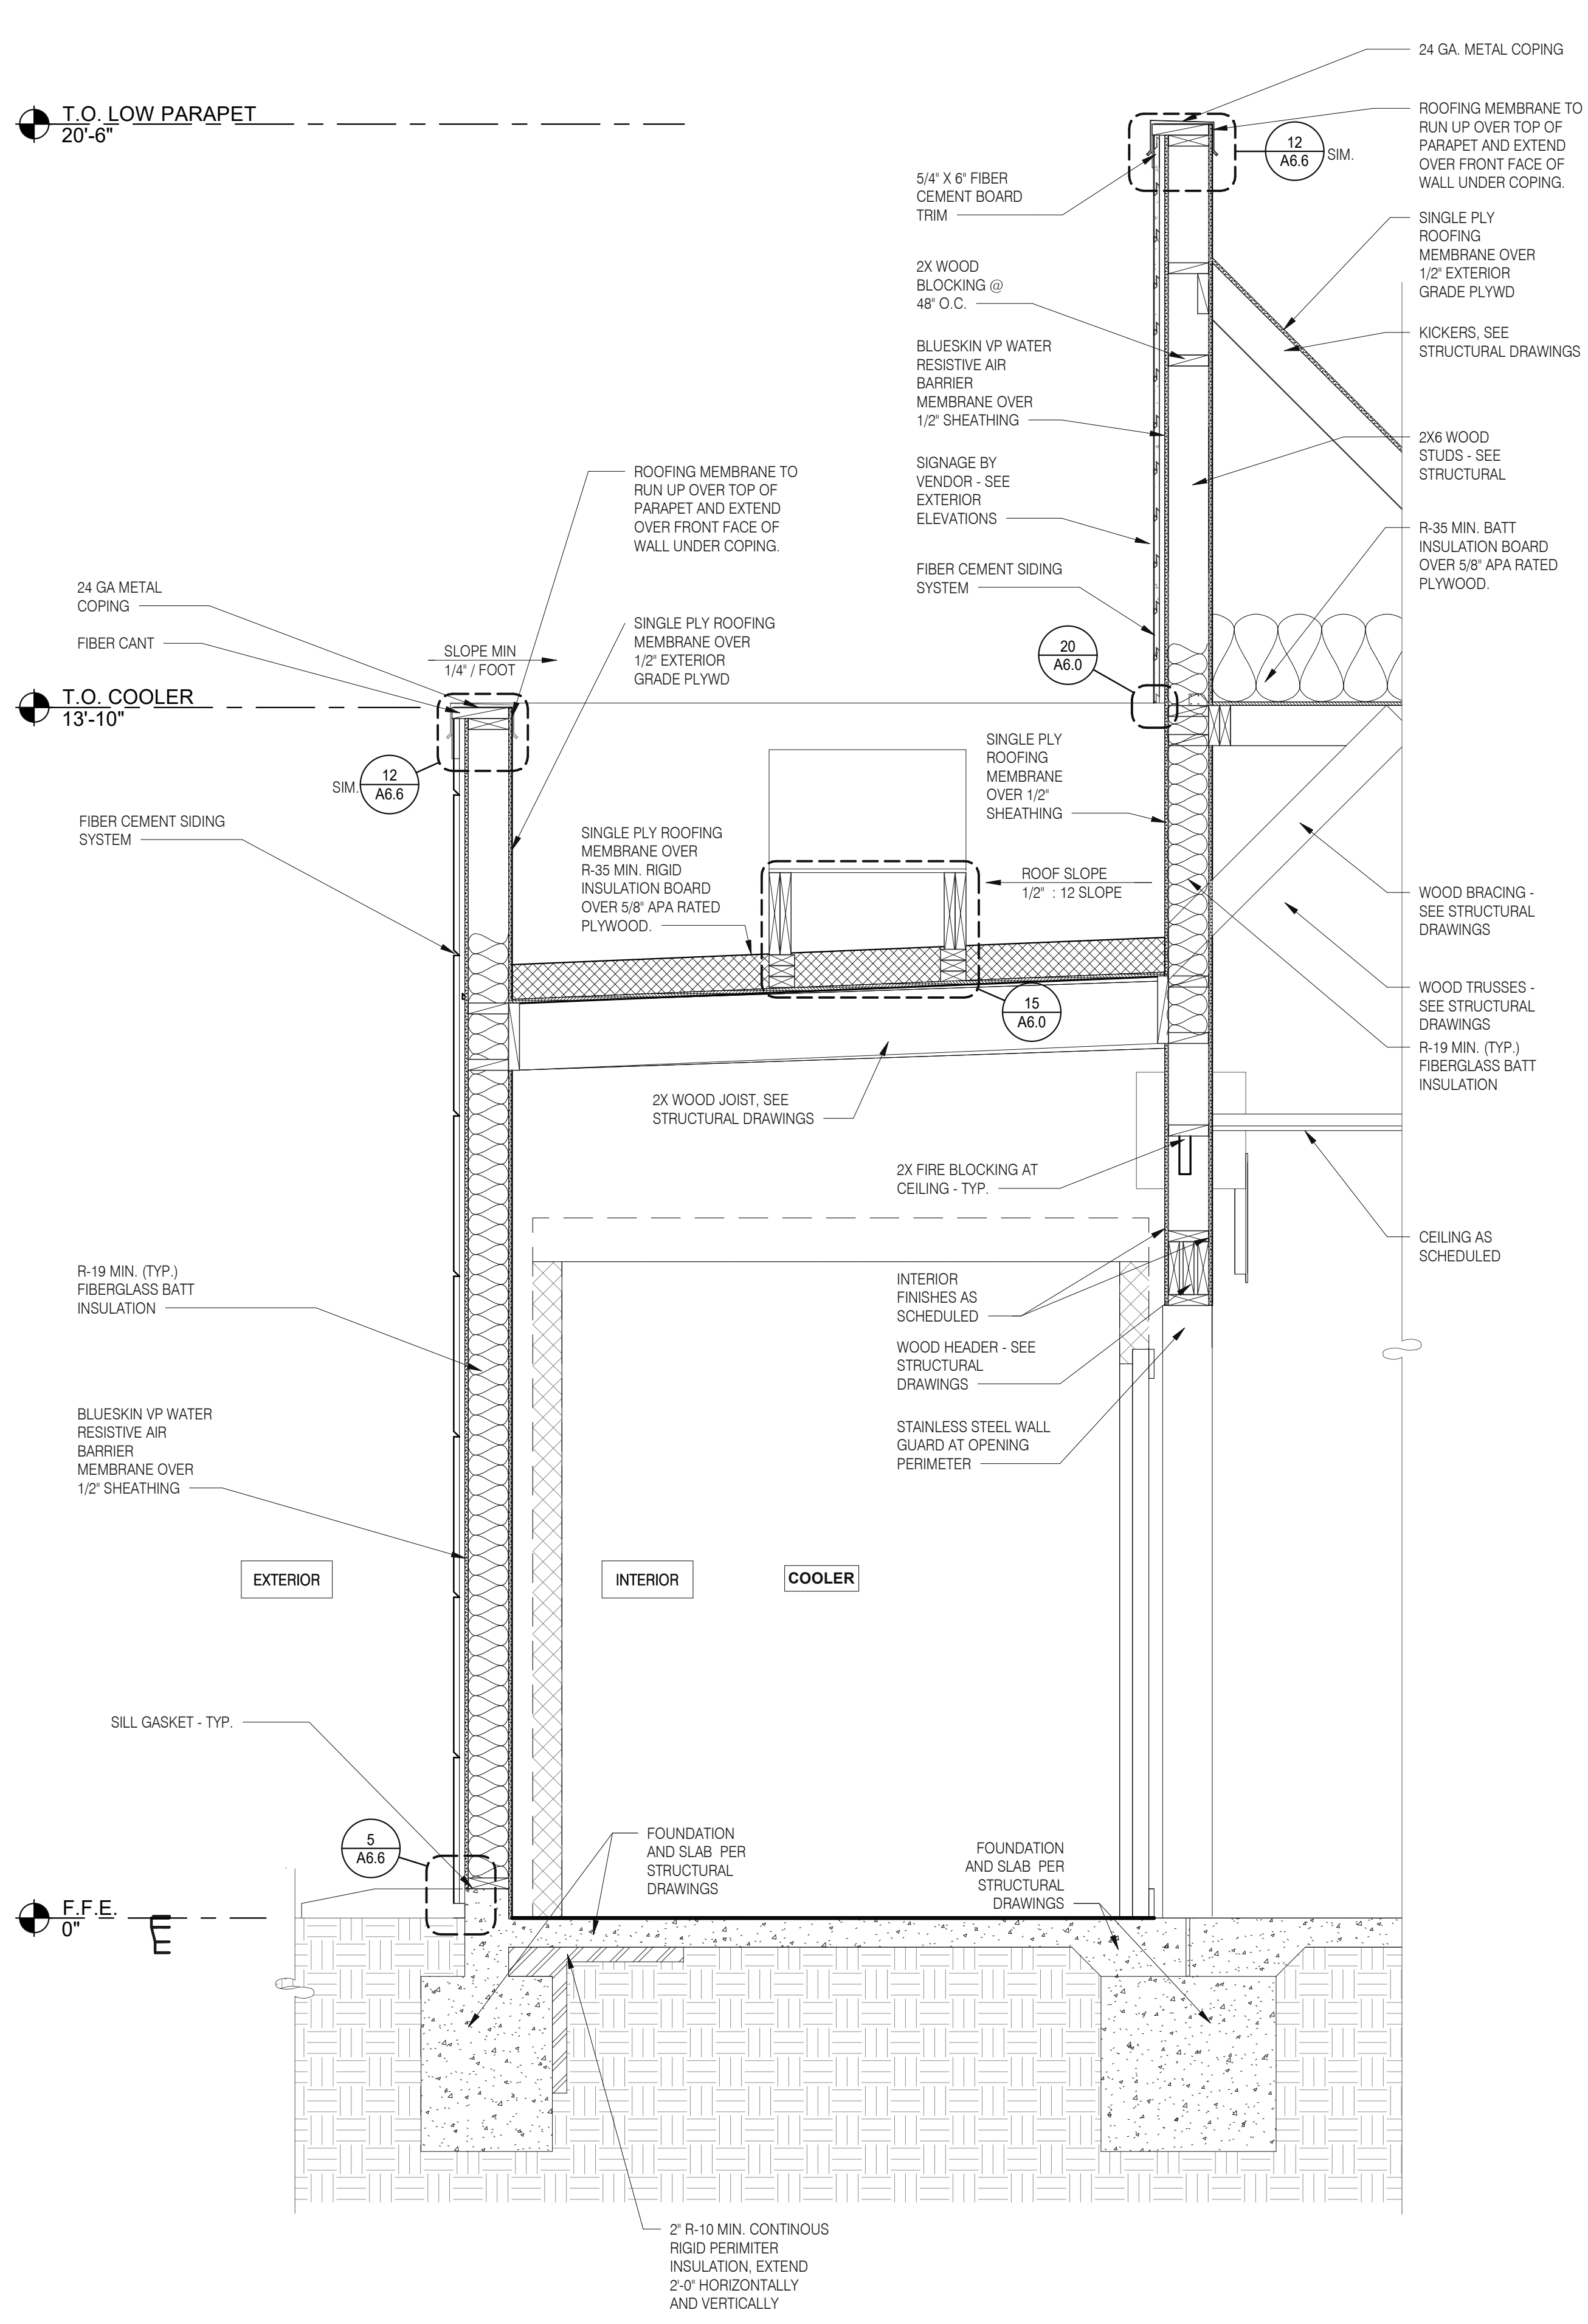 24 GA. METAL COPING
T.O. LOW PARAPET
20'-6"
ROOFING MEMBRANE TO
RUN UP OVER TOP OF
PARAPET AND EXTEND
OVER FRONT FACE OF
WALL UNDER COPING.
12
A6.6
SIM.
5/4" X 6" FIBER
CEMENT BOARD
TRIM
SINGLE PLY
ROOFING
MEMBRANE OVER
1/2" EXTERIOR
GRADE PLYWD
2X WOOD
BLOCKING @
48" O.C.
KICKERS, SEE
STRUCTURAL DRAWINGS
BLUESKIN VP WATER
RESISTIVE AIR
BARRIER
MEMBRANE OVER
1/2" SHEATHING
2X6 WOOD
STUDS - SEE
STRUCTURAL
SIGNAGE BY
VENDOR - SEE
EXTERIOR
ELEVATIONS
ROOFING MEMBRANE TO
RUN UP OVER TOP OF
PARAPET AND EXTEND
OVER FRONT FACE OF
WALL UNDER COPING.
R-35 MIN. BATT
INSULATION BOARD
OVER 5/8" APA RATED
PLYWOOD.
FIBER CEMENT SIDING
SYSTEM
24 GA METAL
COPING
FIBER CANT
SLOPE MIN
1/4" / FOOT
SINGLE PLY ROOFING
MEMBRANE OVER
1/2" EXTERIOR
GRADE PLYWD
20
A6.0
T.O. COOLER
13'-10"
SINGLE PLY
ROOFING
MEMBRANE
OVER 1/2"
SHEATHING
12
A6.6
SIM.
FIBER CEMENT SIDING
SYSTEM
SINGLE PLY ROOFING
MEMBRANE OVER
R-35 MIN. RIGID
INSULATION BOARD
OVER 5/8" APA RATED
PLYWOOD.
ROOF SLOPE
1/2" : 12 SLOPE
WOOD BRACING -
SEE STRUCTURAL
DRAWINGS
15
A6.0
WOOD TRUSSES -
SEE STRUCTURAL
DRAWINGS
R-19 MIN. (TYP.)
FIBERGLASS BATT
INSULATION
2X WOOD JOIST, SEE
STRUCTURAL DRAWINGS
2X FIRE BLOCKING AT
CEILING - TYP.
CEILING AS
SCHEDULED
R-19 MIN. (TYP.)
FIBERGLASS BATT
INSULATION
INTERIOR
FINISHES AS
SCHEDULED
WOOD HEADER - SEE
STRUCTURAL
DRAWINGS
BLUESKIN VP WATER
RESISTIVE AIR
BARRIER
MEMBRANE OVER
1/2" SHEATHING
STAINLESS STEEL WALL
GUARD AT OPENING
PERIMETER
EXTERIOR
INTERIOR
COOLER
SILL GASKET - TYP.
5
A6.6
FOUNDATION
AND SLAB PER
STRUCTURAL
DRAWINGS
FOUNDATION
AND SLAB PER
STRUCTURAL
DRAWINGS
F.F.E.
0"
2" R-10 MIN. CONTINOUS
RIGID PERIMITER
INSULATION, EXTEND
2'-0" HORIZONTALLY
AND VERTICALLY